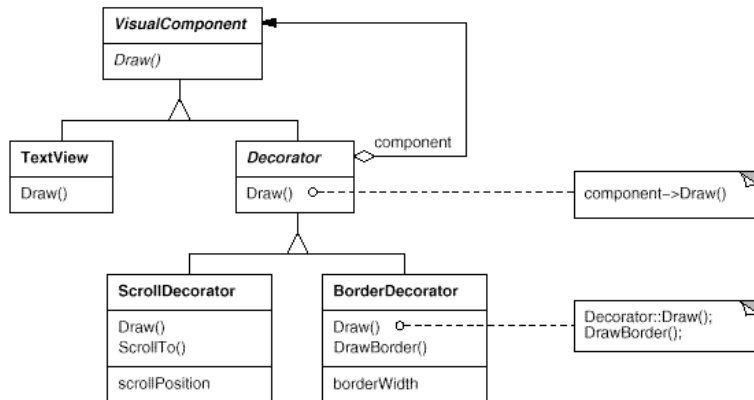 VisualComponent
Draw()
component
TextView
Draw()
Decorator
Draw()
component->Draw()
ScrollDecorator
Draw()
ScrollTo()
scrollPosition
BorderDecorator
Draw()
DrawBorder()
borderWidth
Decorator::Draw();
DrawBorder();